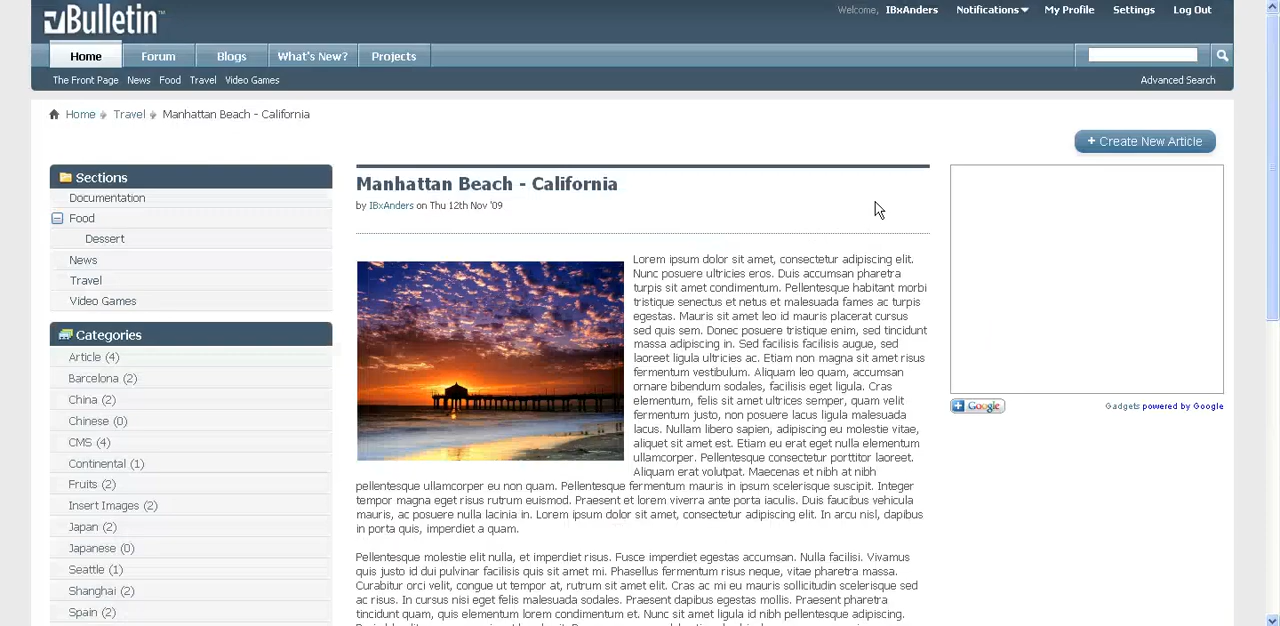 vBulletin™
Welcome, IBxAnders Notifications My Profile Settings Log Out
Home Forum Blogs What's New? Projects
The Front Page News Food Travel Video Games Advanced Search
Home Travel Manhattan Beach - California
+ Create New Article
Sections
Documentation
Food
Dessert
News
Travel
Video Games
Categories
Article (4)
Barcelona (2)
China (2)
Chinese (0)
CMS (4)
Continental (1)
Fruits (2)
Insert Images (2)
Japan (2)
Japanese (0)
Seattle (1)
Shanghai (2)
Spain (2)
Manhattan Beach - California
by IBxAnders on Thu 12th Nov '09
Lorem ipsum dolor sit amet, consectetur adipiscing elit.
Nunc posuere ultricies eros. Duis accumsan pharetra
turpis sit amet condimentum. Pellentesque habitant morbi
tristique senectus et netus et malesuada fames ac turpis
egestas. Mauris sit amet leo id mauris placerat cursus
sed quis sem. Donec posuere tristique enim, sed tincidunt
massa adipiscing in. Sed facilisis facilisis augue, sed
laoreet ligula ultricies ac. Etiam non magna sit amet risus
fermentum vestibulum. Aliquam leo quam, accumsan
ornare bibendum sodales, facilisis eget ligula. Cras
elementum, felis sit amet ultrices semper, quam velit
fermentum justo, non posuere lacus ligula malesuada
lacus. Nullam libero sapien, adipiscing eu molestie vitae,
aliquet sit amet est. Etiam eu erat eget nulla elementum
ullamcorper. Pellentesque consectetur porttitor laoreet.
Aliquam erat volutpat. Maecenas et nibh at nibh
pellentesque ullamcorper eu non quam. Pellentesque fermentum mauris in ipsum scelerisque suscipit. Integer
tempor magna eget risus rutrum euismod. Praesent et lorem viverra ante porta iaculis. Duis faucibus vehicula
mauris, ac posuere nulla lacinia in. Lorem ipsum dolor sit amet, consectetur adipiscing elit. In arcu nisl, dapibus
in porta quis, imperdiet a quam.
Pellentesque molestie elit nulla, et imperdiet risus. Fusce imperdiet egestas accumsan. Nulla facilisi. Vivamus
quis justo id dui pulvinar facilisis quis sit amet mi. Phasellus fermentum risus neque, vitae pharetra massa.
Curabitur orci velit, congue ut tempor at, rutrum sit amet elit. Cras ac mi eu mauris sollicitudin scelerisque sed
ac risus. In cursus nisi eget felis malesuada sodales. Praesent dapibus egestas mollis. Praesent pharetra
tincidunt quam, quis elementum lorem condimentum et. Nunc sit amet ligula id nibh pellentesque adipiscing.
Google
Gadgets powered by Google